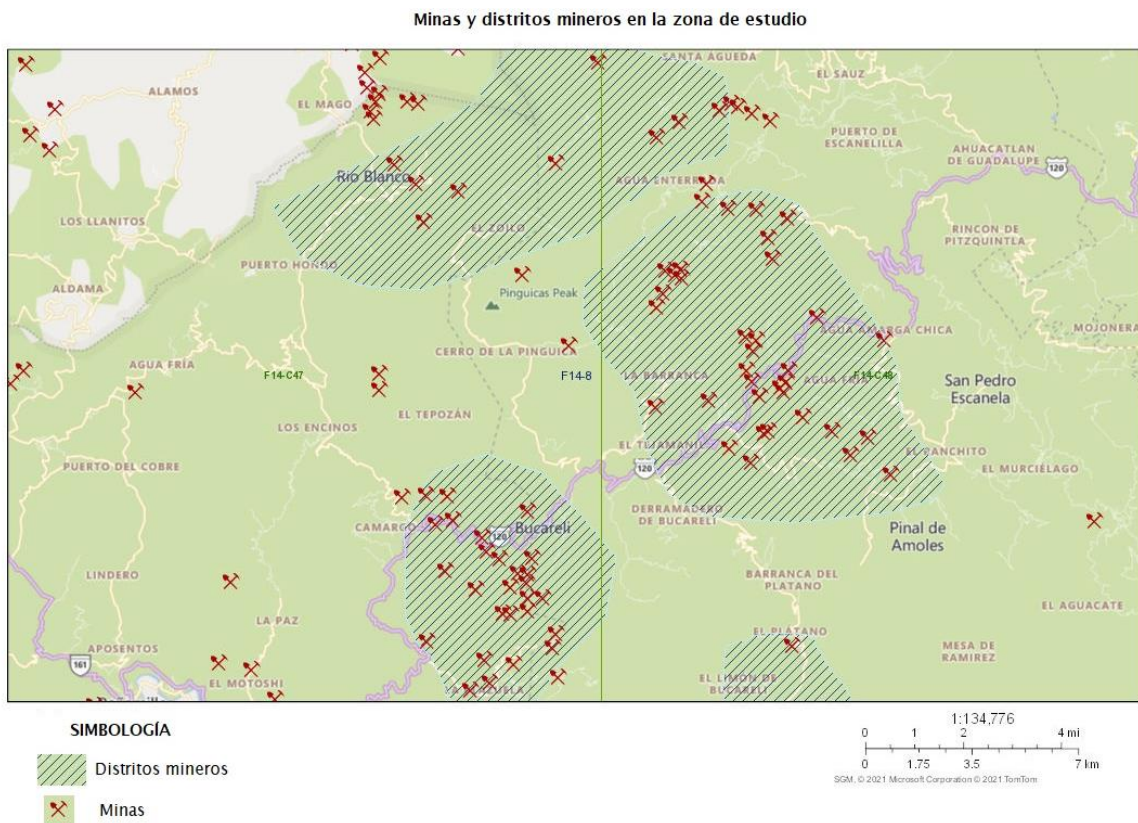 Minas y distritos mineros en la zona de estudio
SANTA ÁGUEDA
EL SAUZ
ALAMOS
EL MAGO
PUERTO DE
ESCANELILLA
AHUACATLAN
DE GUADALUPE
120
RIO Blanco
AGUA ENTERRADA
LOS LLANITOS
EL ZOILO
RINCON DE
PITZQUINTLA
PUERTO HONDO
ALDAMA
Pinguicas Peak
AGUA AMARGA CHICA
MOJONERA
CERRO DE LA PINGUICA
AGUA FRÍA
F14-C47
F14-8
LA BARRANCA
AGUA FRÍA
F14-C48
San Pedro
Escanela
EL TEPOZÁN
LOS ENCINOS
EL TEJAMANIL
EL RANCHITO
PUERTO DEL COBRE
120
EL MURCIÉLAGO
DERRAMADERO
DE BUCARELI
CAMARGO
120
Bucareli
Pinal de
Amoles
LINDERO
BARRANCA DEL
PLATANO
EL AGUACATE
LA PAZ
EL PLATANO
APOSENTOS
161
MESA DE
RAMIREZ
EL MOTOSHI
EL LIMON DE
BUCARELI
SIMBOLOGÍA
Distritos mineros
Minas
1:134,776
0 1 2 4 mi
0 1.75 3.5 7 km
SGM, © 2021 Microsoft Corporation © 2021 TomTom